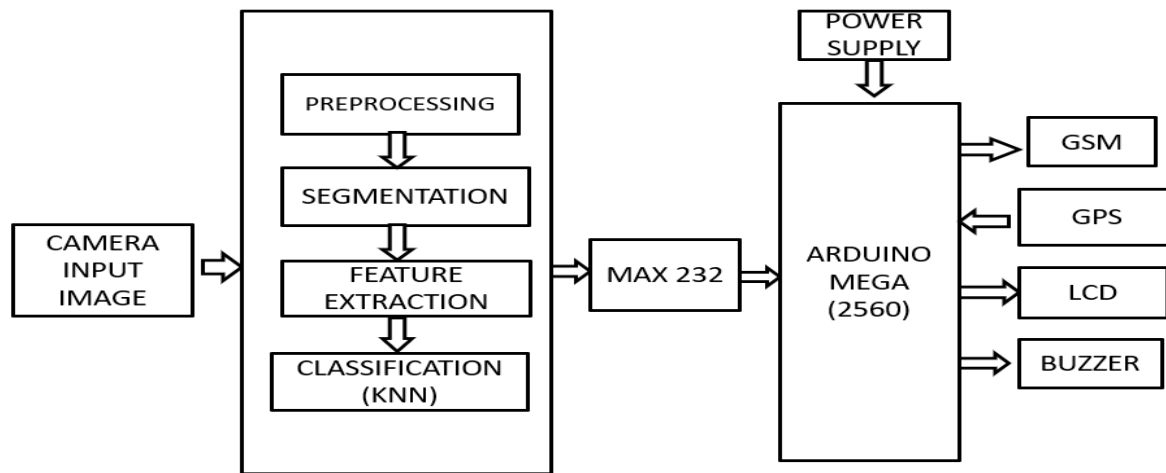 CAMERA
INPUT
IMAGE
PREPROCESSING
SEGMENTATION
FEATURE
EXTRACTION
CLASSIFICATION
(KNN)
MAX 232
POWER
SUPPLY
ARDUINO
MEGA
(2560)
GSM
GPS
LCD
BUZZER